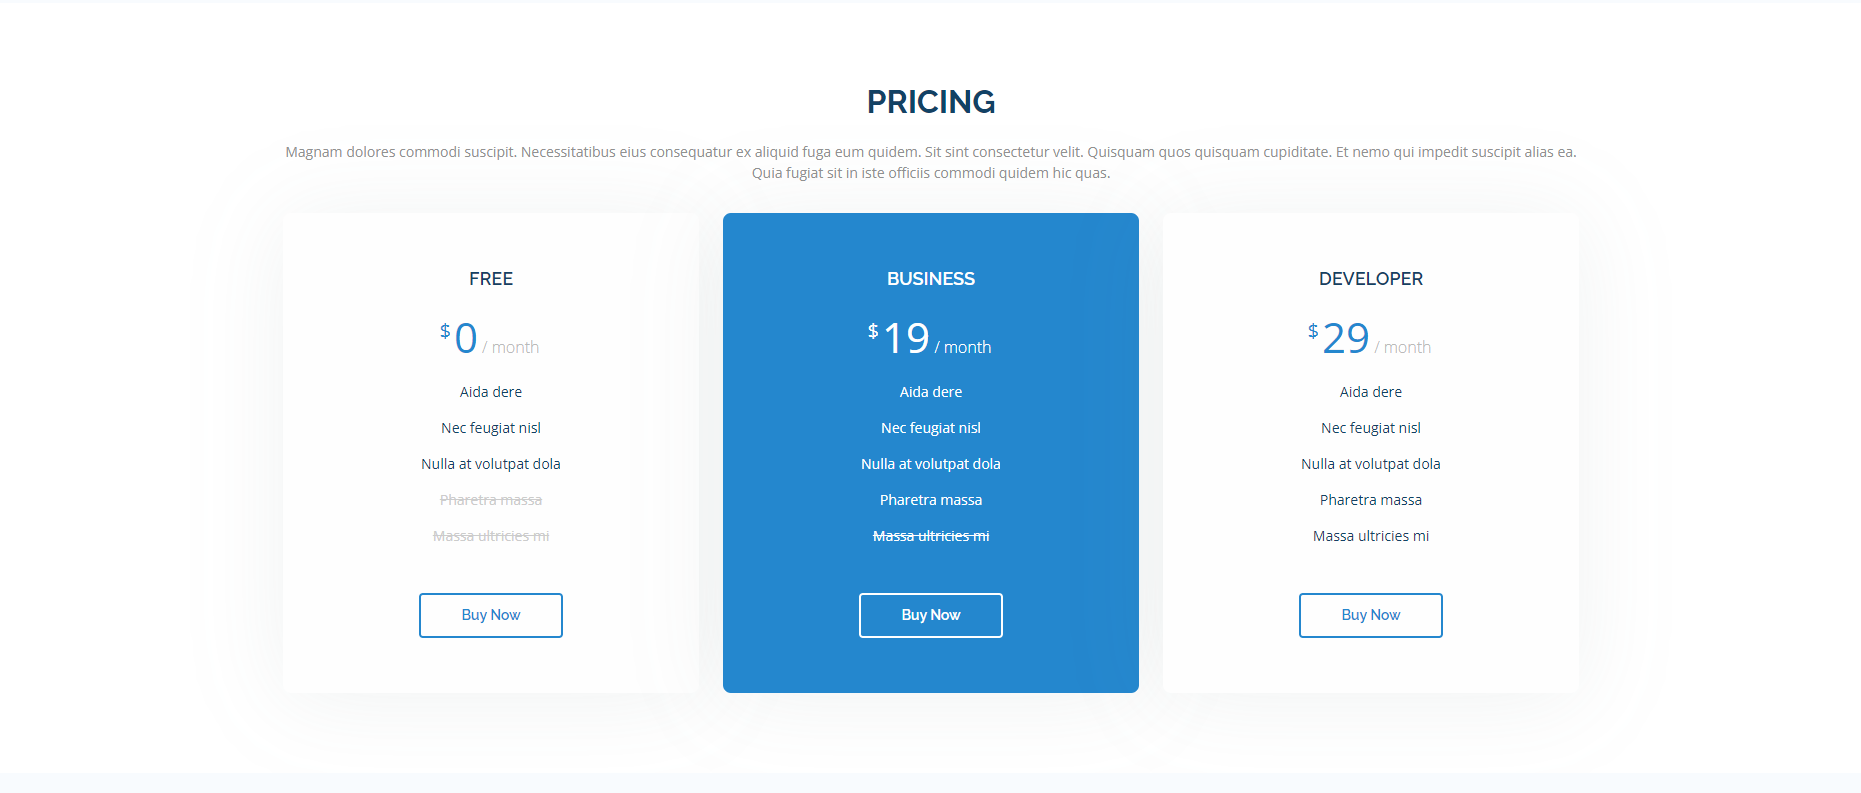 PRICING
Magnam dolores commodi suscipit. Necessitatibus eius consequatur ex aliquid fuga eum quidem. Sit sint consectetur velit. Quisquam quos quisquam cupiditate. Et nemo qui impedit suscipit alias ea.
Quia fugiat sit in iste officiis commodi quidem hic quas.
FREE
$0 / month
Aida dere
Nec feugiat nisl
Nulla at volutpat dola
Pharetra massa
Massa ultricies mi
Buy Now
BUSINESS
$19 / month
Aida dere
Nec feugiat nisl
Nulla at volutpat dola
Pharetra massa
Massa ultricies mi
Buy Now
DEVELOPER
$29 / month
Aida dere
Nec feugiat nisl
Nulla at volutpat dola
Pharetra massa
Massa ultricies mi
Buy Now